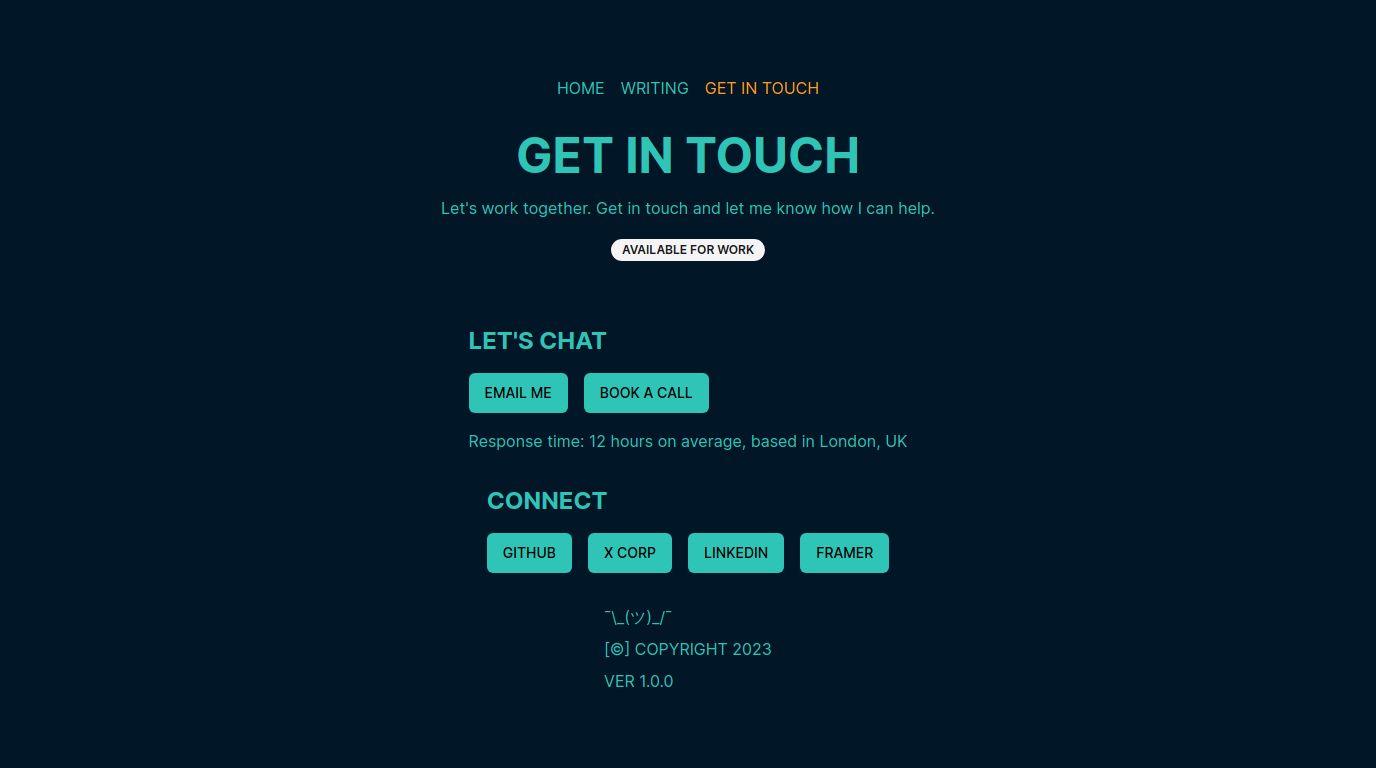 HOME WRITING GET IN TOUCH
GET IN TOUCH
Let's work together. Get in touch and let me know how I can help.
AVAILABLE FOR WORK
LET'S CHAT
EMAIL ME BOOK A CALL
Response time: 12 hours on average, based in London, UK
CONNECT
GITHUB X CORP LINKEDIN FRAMER
¯\_(ツ)_/¯
[©] COPYRIGHT 2023
VER 1.0.0